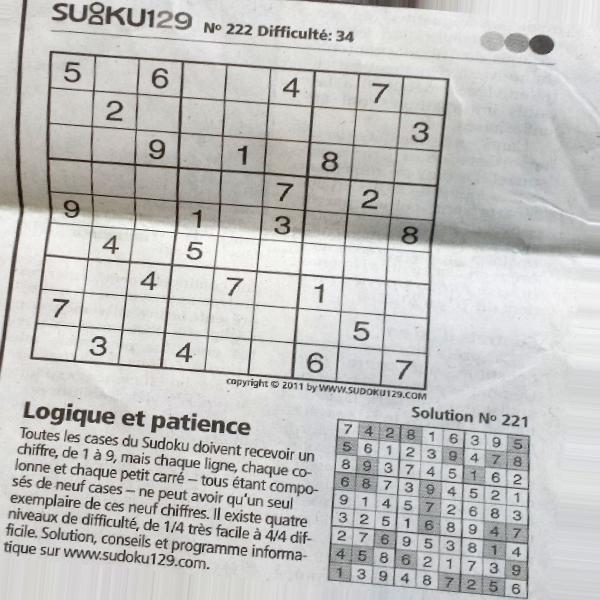 SUDOKU129 Nº 222 Difficulté: 34
5 6 4 7
2 3
9 1 8
7 2
9 1 3 8
4 5
4 7 1
7 5
3 4 6 7
copyright © 2011 by WWW.SUDOKU129.COM
Logique et patience
Toutes les cases du Sudoku doivent recevoir un
chiffre, de 1 à 9, mais chaque ligne, chaque co-
lonne et chaque petit carré – tous étant compo-
sés de neuf cases – ne peut avoir qu'un seul
exemplaire de ces neuf chiffres. Il existe quatre
niveaux de difficulté, de 1/4 très facile à 4/4 dif-
ficile. Solution, conseils et programme informa-
tique sur www.sudoku129.com.
Solution Nº 221
7 4 2 8 1 6 3 9 5
5 6 1 2 3 9 4 7 8
8 9 3 7 4 5 1 6 2
6 8 7 3 9 4 5 2 1
9 1 4 5 7 2 6 8 3
3 2 5 1 6 8 9 4 7
2 7 6 9 5 3 8 1 4
4 5 8 6 2 1 7 3 9
1 3 9 4 8 7 2 5 6